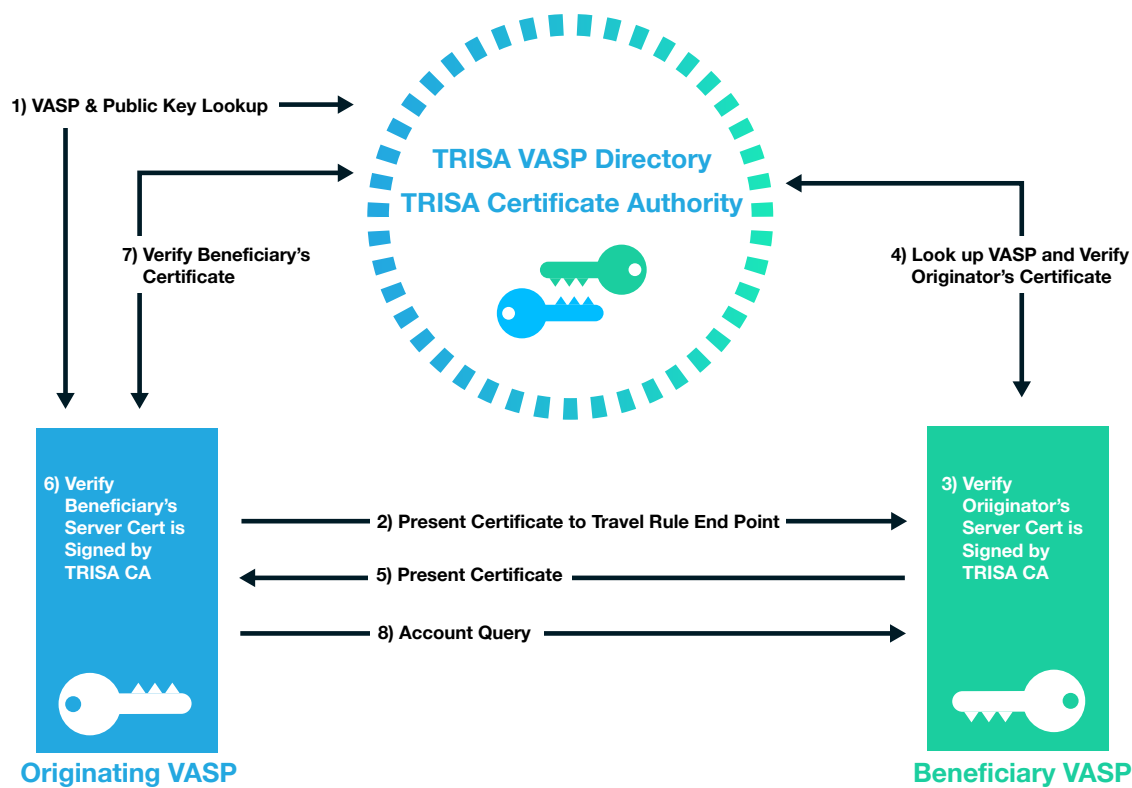 1) VASP & Public Key Lookup
TRISA VASP Directory
TRISA Certificate Authority
7) Verify Beneficiary's
Certificate
4) Look up VASP and Verify
Originator's Certificate
6) Verify
Beneficiary's
Server Cert is
Signed by
TRISA CA
2) Present Certificate to Travel Rule End Point
5) Present Certificate
8) Account Query
3) Verify
Oriiginator's
Server Cert is
Signed by
TRISA CA
Originating VASP
Beneficiary VASP